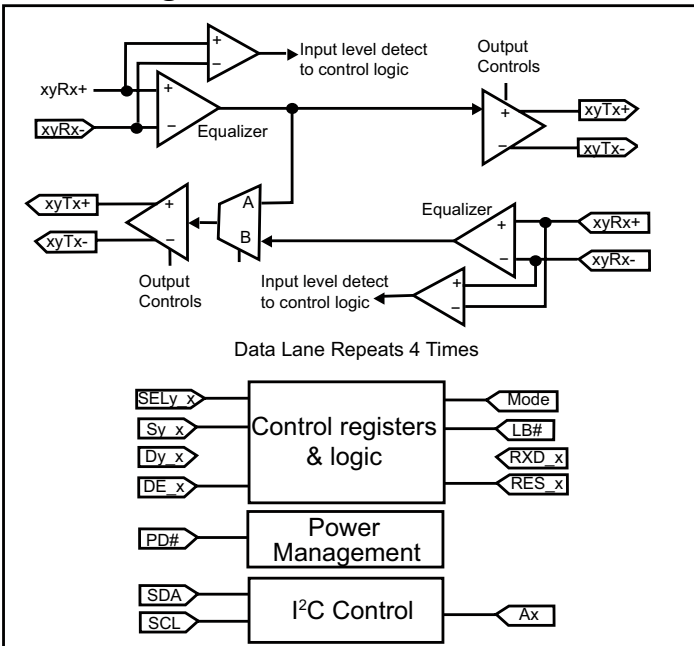 Input level detect
to control logic
Output
Controls
xyRx+
+
−
+
−
xyRx-
Equalizer
+
−
xyTx+
xyTx-
xyTx+
xyTx-
+
−
A
B
Equalizer
+
−
xyRx+
xyRx-
Output
Controls
Input level detect
to control logic
+
−
Data Lane Repeats 4 Times
SELy_x
Sy_x
Dy_x
DE_x
Control registers
& logic
Mode
LB#
RXD_x
RES_x
PD#
Power
Management
SDA
SCL
I²C Control
Ax